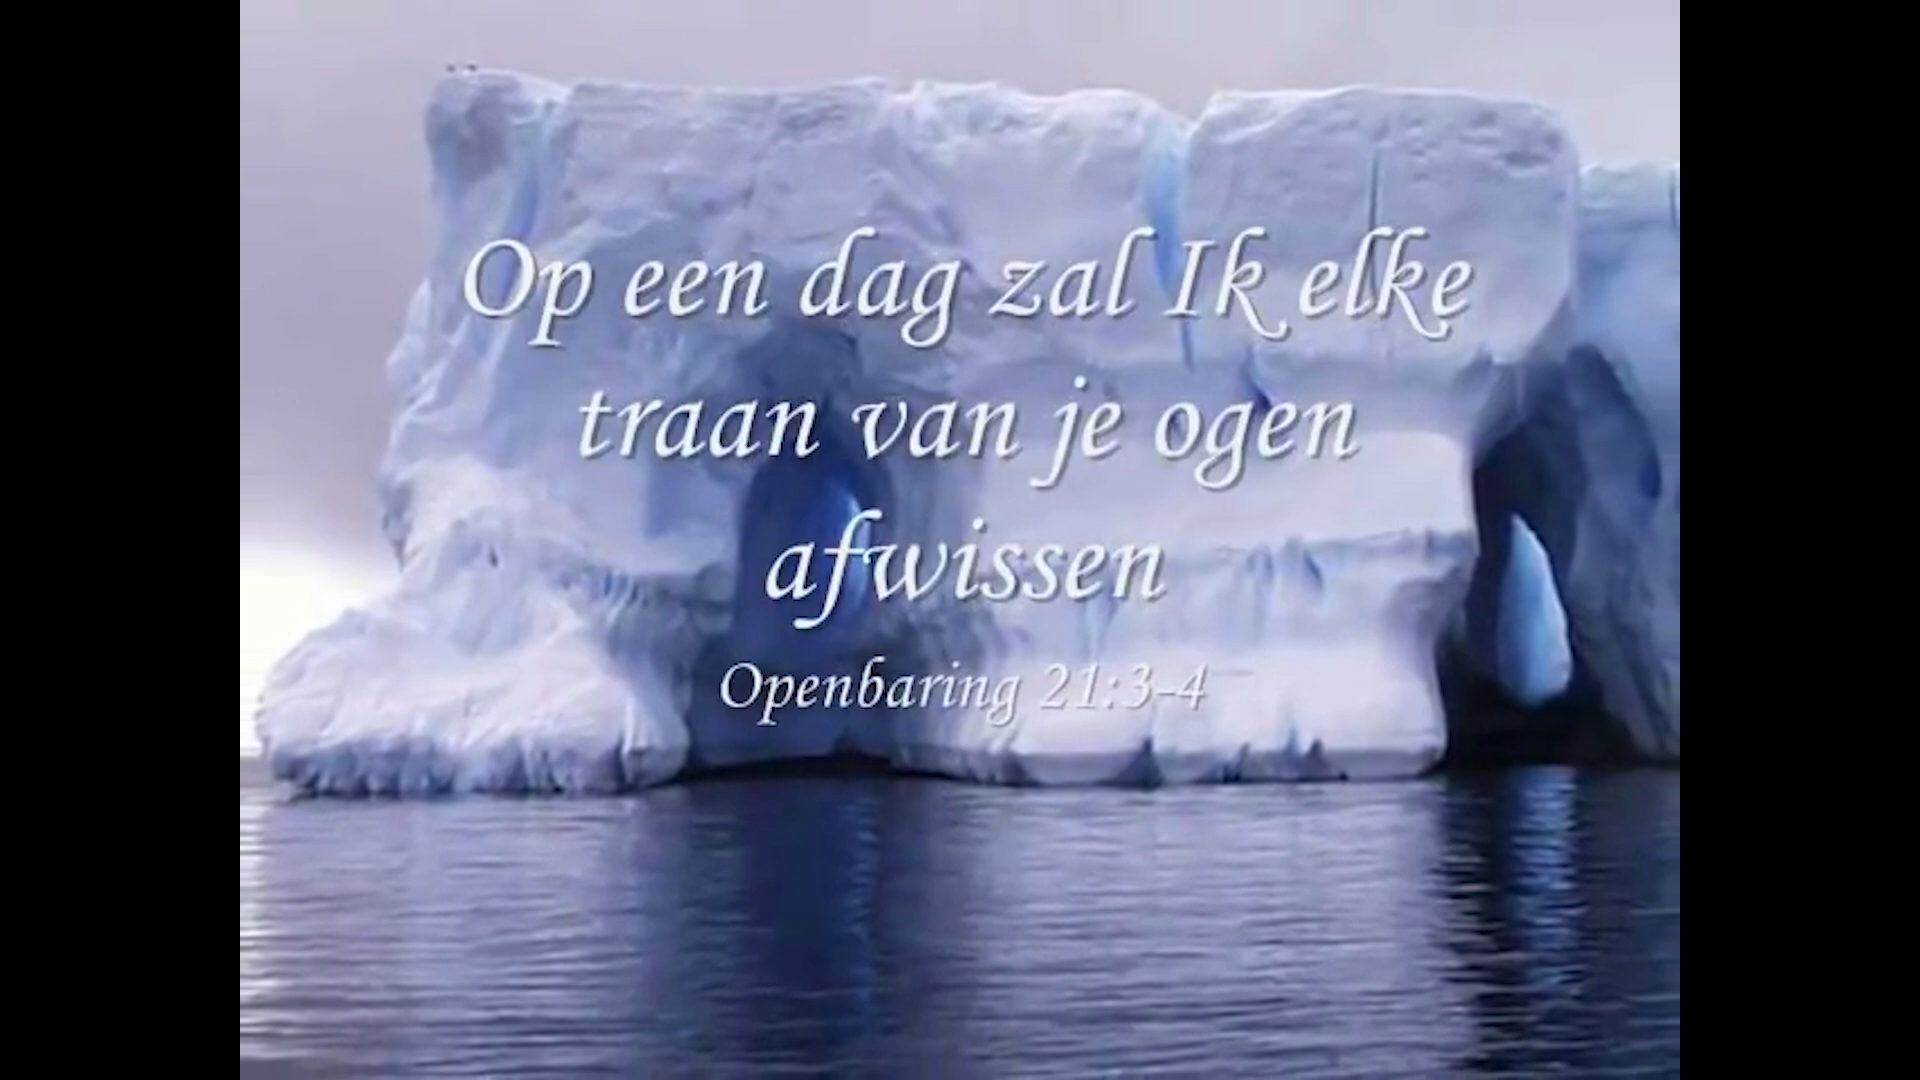 Op een dag zal Ik elke
traan van je ogen
afwissen
Openbaring 21:3-4